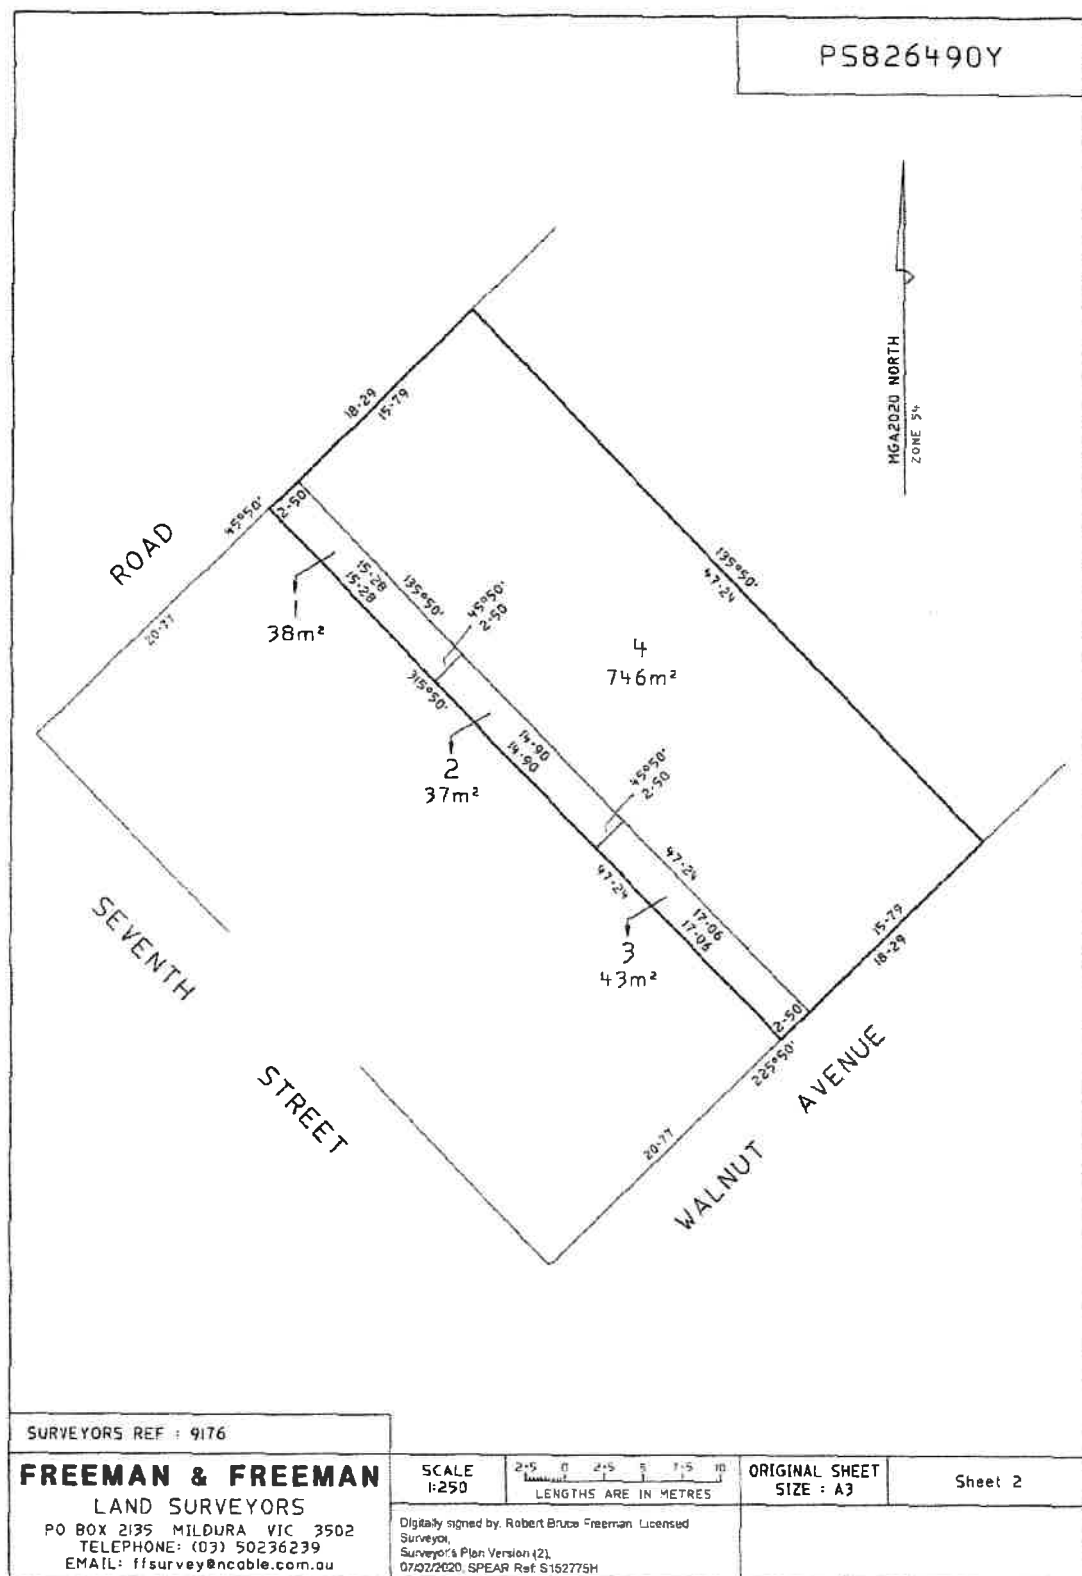 PS826490Y
MGA2020 NORTH
ZONE 54
18·29
15·79
45°50'
2·50
ROAD
20·77
1
38m²
15·28
15·28
135°50'
45°50'
2·50
135°50'
47·24
4
746m²
315°50'
2
37m²
14·90
14·90
45°50'
2·50
47·24
47·24
3
43m²
17·06
17·06
15·79
18·29
2·50
225°50'
SEVENTH
STREET
20·77
WALNUT
AVENUE
SURVEYORS REF : 9176
FREEMAN & FREEMAN
LAND SURVEYORS
PO BOX 2135 MILDURA VIC 3502
TELEPHONE: (03) 50236239
EMAIL: ffsurvey@ncable.com.au
SCALE
1:250
2·5 0 2·5 5 7·5 10
LENGTHS ARE IN METRES
ORIGINAL SHEET
SIZE : A3
Sheet 2
Digitally signed by: Robert Bruce Freeman, Licensed
Surveyor,
Surveyor's Plan Version (2),
07/02/2020, SPEAR Ref: S152775H